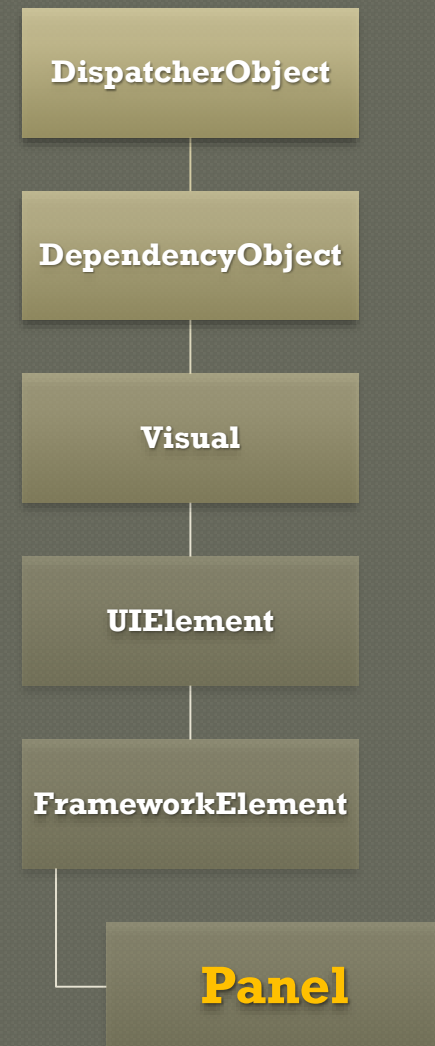 DispatcherObject
DependencyObject
Visual
UIElement
FrameworkElement
Panel